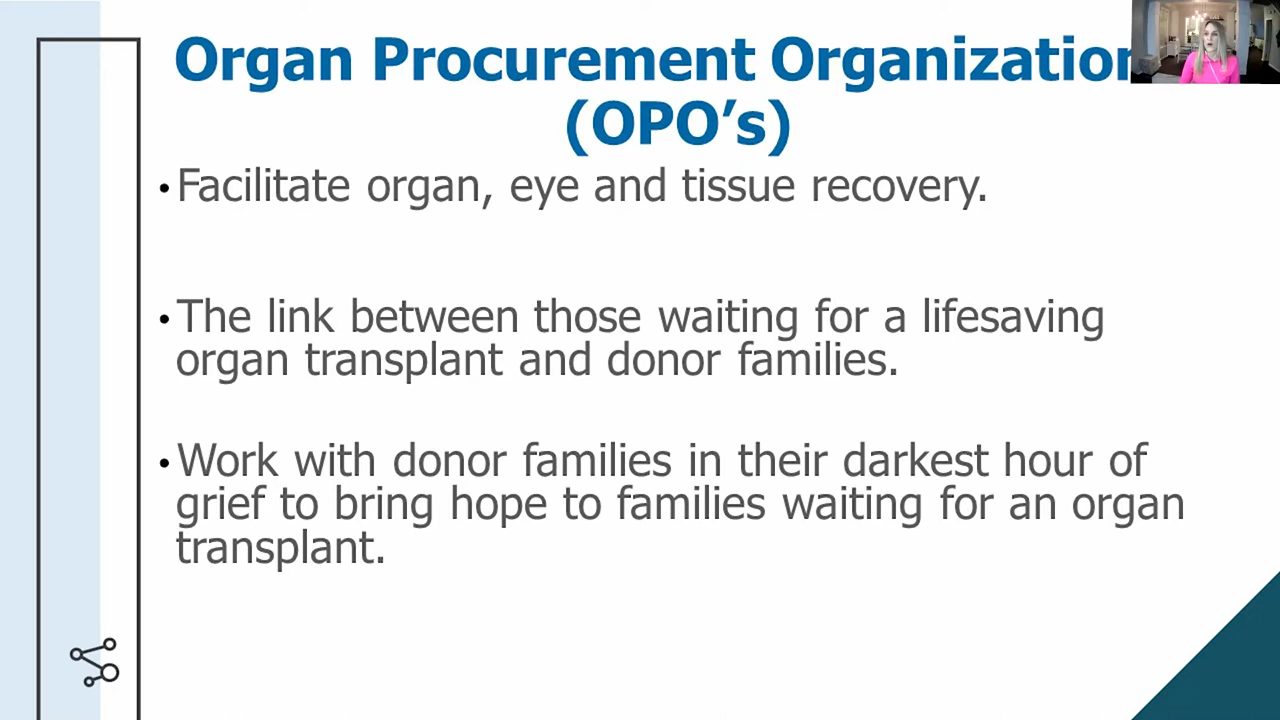 Organ Procurement Organization
(OPO’s)
• Facilitate organ, eye and tissue recovery.
• The link between those waiting for a lifesaving
organ transplant and donor families.
• Work with donor families in their darkest hour of
grief to bring hope to families waiting for an organ
transplant.